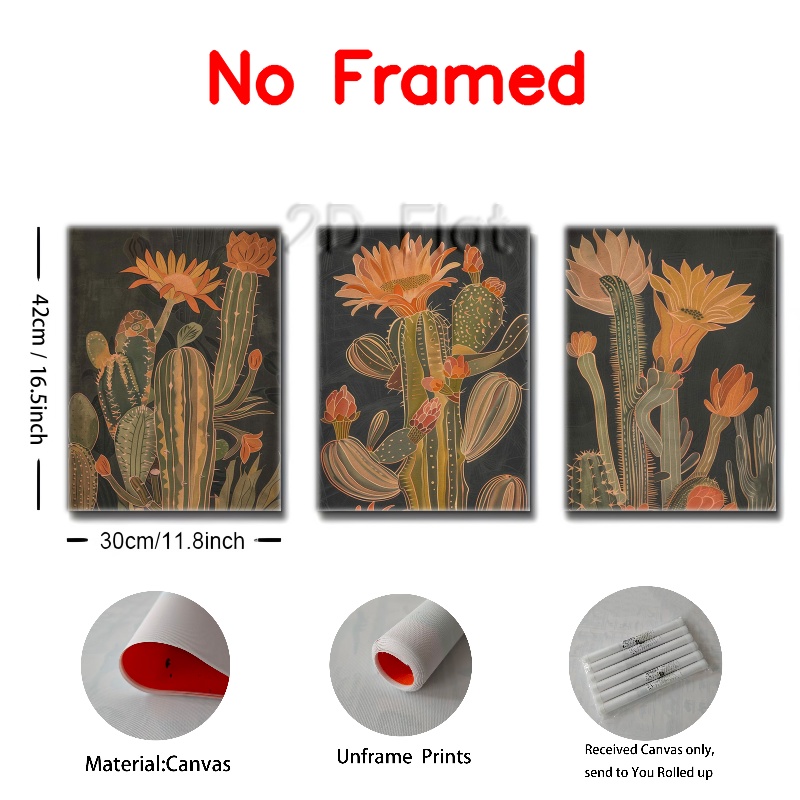 No Framed
2D Flat
42cm / 16.5inch
30cm/11.8inch
Material:Canvas
Unframe Prints
Received Canvas only,
send to You Rolled up